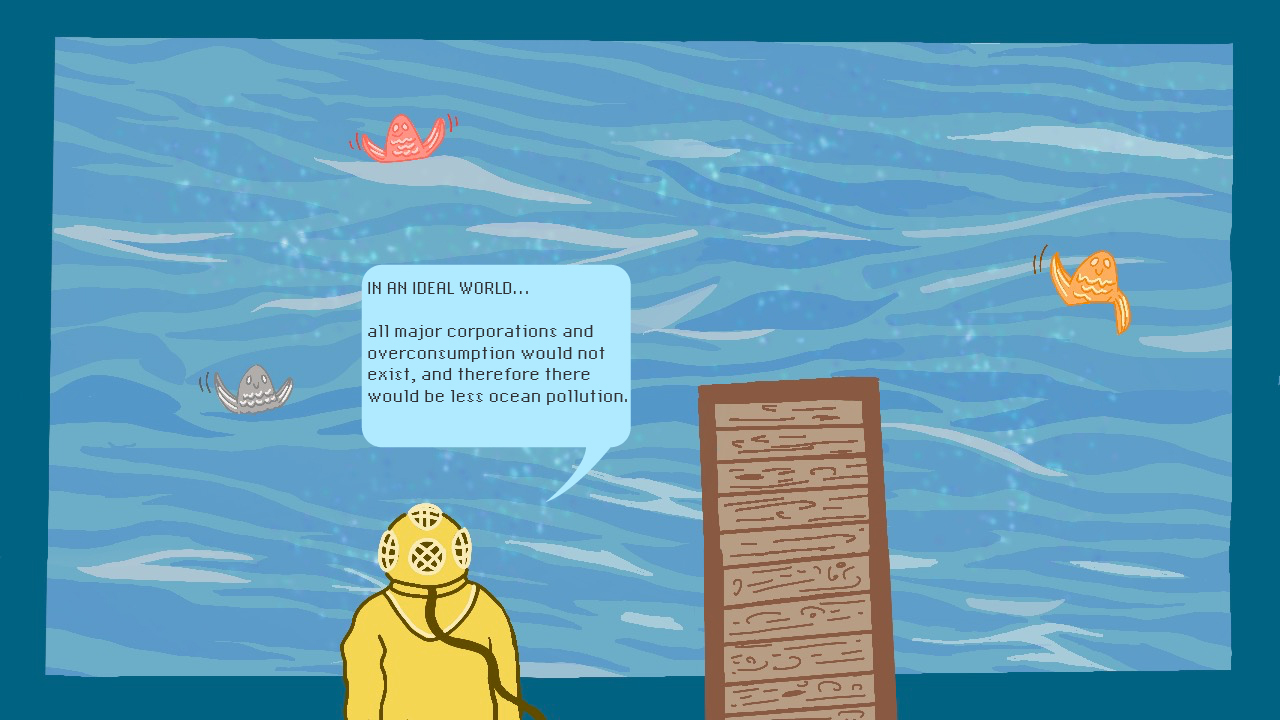 IN AN IDEAL WORLD...
all major corporations and
overconsumption would not
exist, and therefore there
would be less ocean pollution.